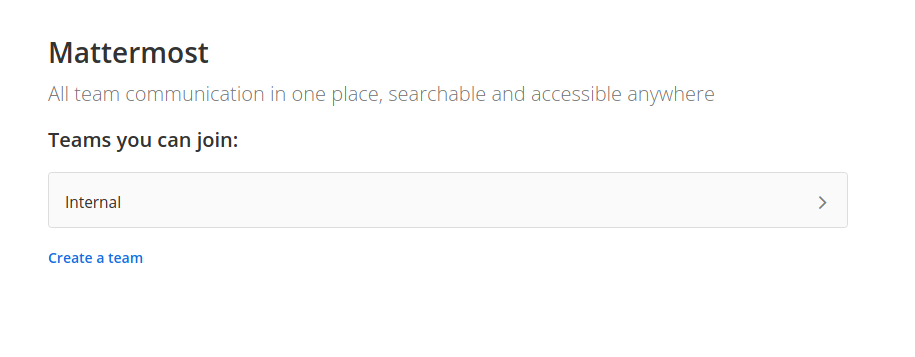 Mattermost
All team communication in one place, searchable and accessible anywhere
Teams you can join:
Internal
Create a team